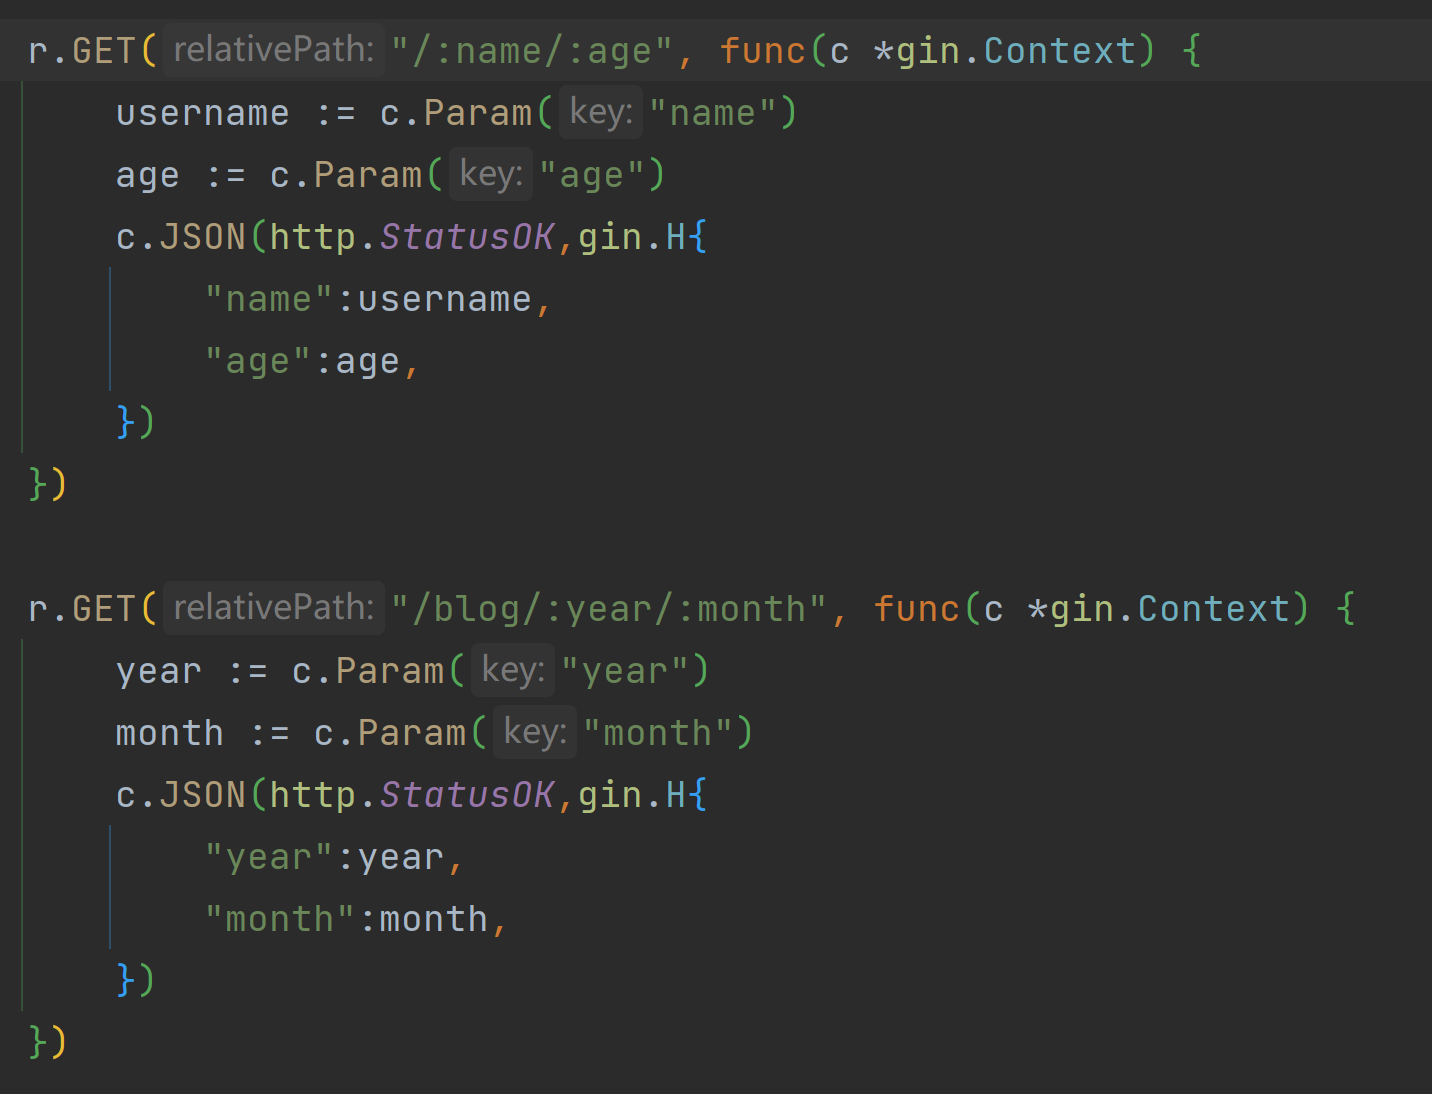 r.GET( relativePath: "/:name/:age", func(c *gin.Context) {
username := c.Param( key: "name")
age := c.Param( key: "age")
c.JSON(http.StatusOK,gin.H{
"name":username,
"age":age,
})
})
r.GET( relativePath: "/blog/:year/:month", func(c *gin.Context) {
year := c.Param( key: "year")
month := c.Param( key: "month")
c.JSON(http.StatusOK,gin.H{
"year":year,
"month":month,
})
})